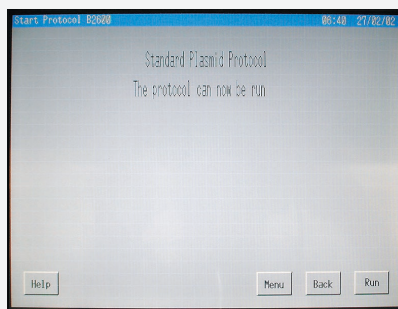 Start Protocol B2600 06:40 27/02/02
Standard Plasmid Protocol
The protocol can now be run
Help Menu Back Run